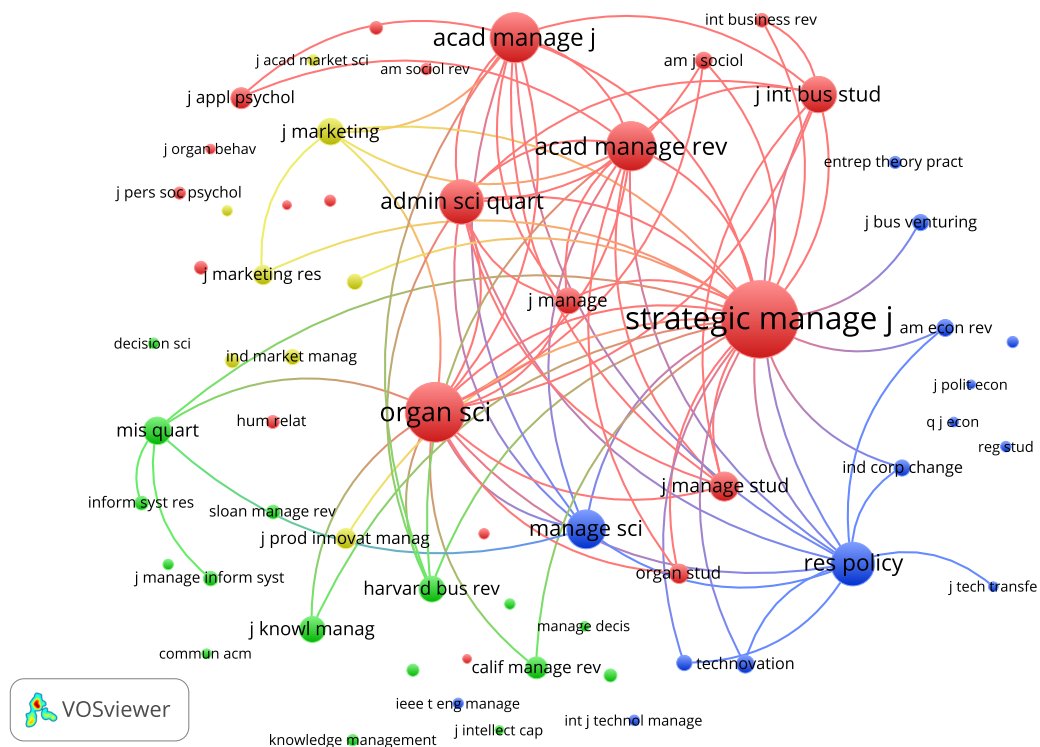 int business rev
acad manage j
j acad market sci
am j sociol
am sociol rev
j appl psychol
j int bus stud
j marketing
j organ behav
acad manage rev
entrep theory pract
j pers soc psychol
admin sci quart
j bus venturing
j marketing res
j manage
strategic manage j
am econ rev
decision sci
ind market manag
j polit econ
organ sci
hum relat
q j econ
mis quart
reg stud
ind corp change
j manage stud
inform syst res
sloan manage rev
manage sci
j prod innovat manag
res policy
organ stud
j manage inform syst
harvard bus rev
j tech transfe
j knowl manag
manage decis
commun acm
calif manage rev
technovation
ieee t eng manage
VOSviewer
int j technol manage
j intellect cap
knowledge management